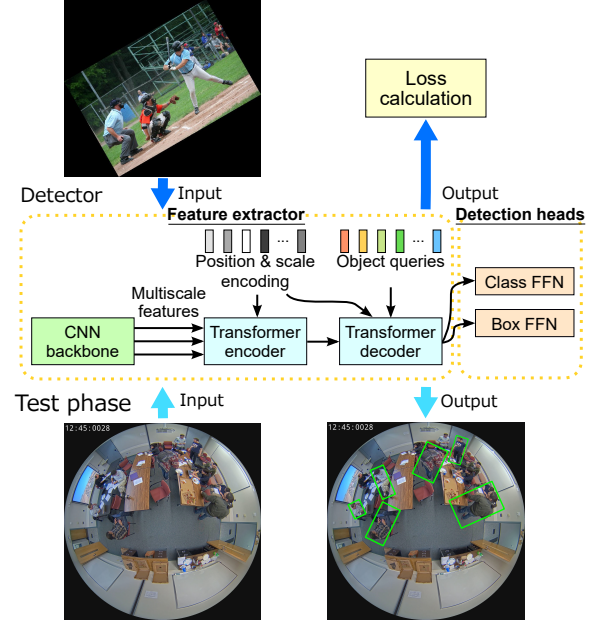 Loss
calculation
Detector
Input
Output
Feature extractor
Detection heads
...
...
Position & scale
encoding
Object queries
Multiscale
features
Class FFN
CNN
backbone
Transformer
encoder
Transformer
decoder
Box FFN
Test phase
Input
Output
12:45:0028
12:45:0028